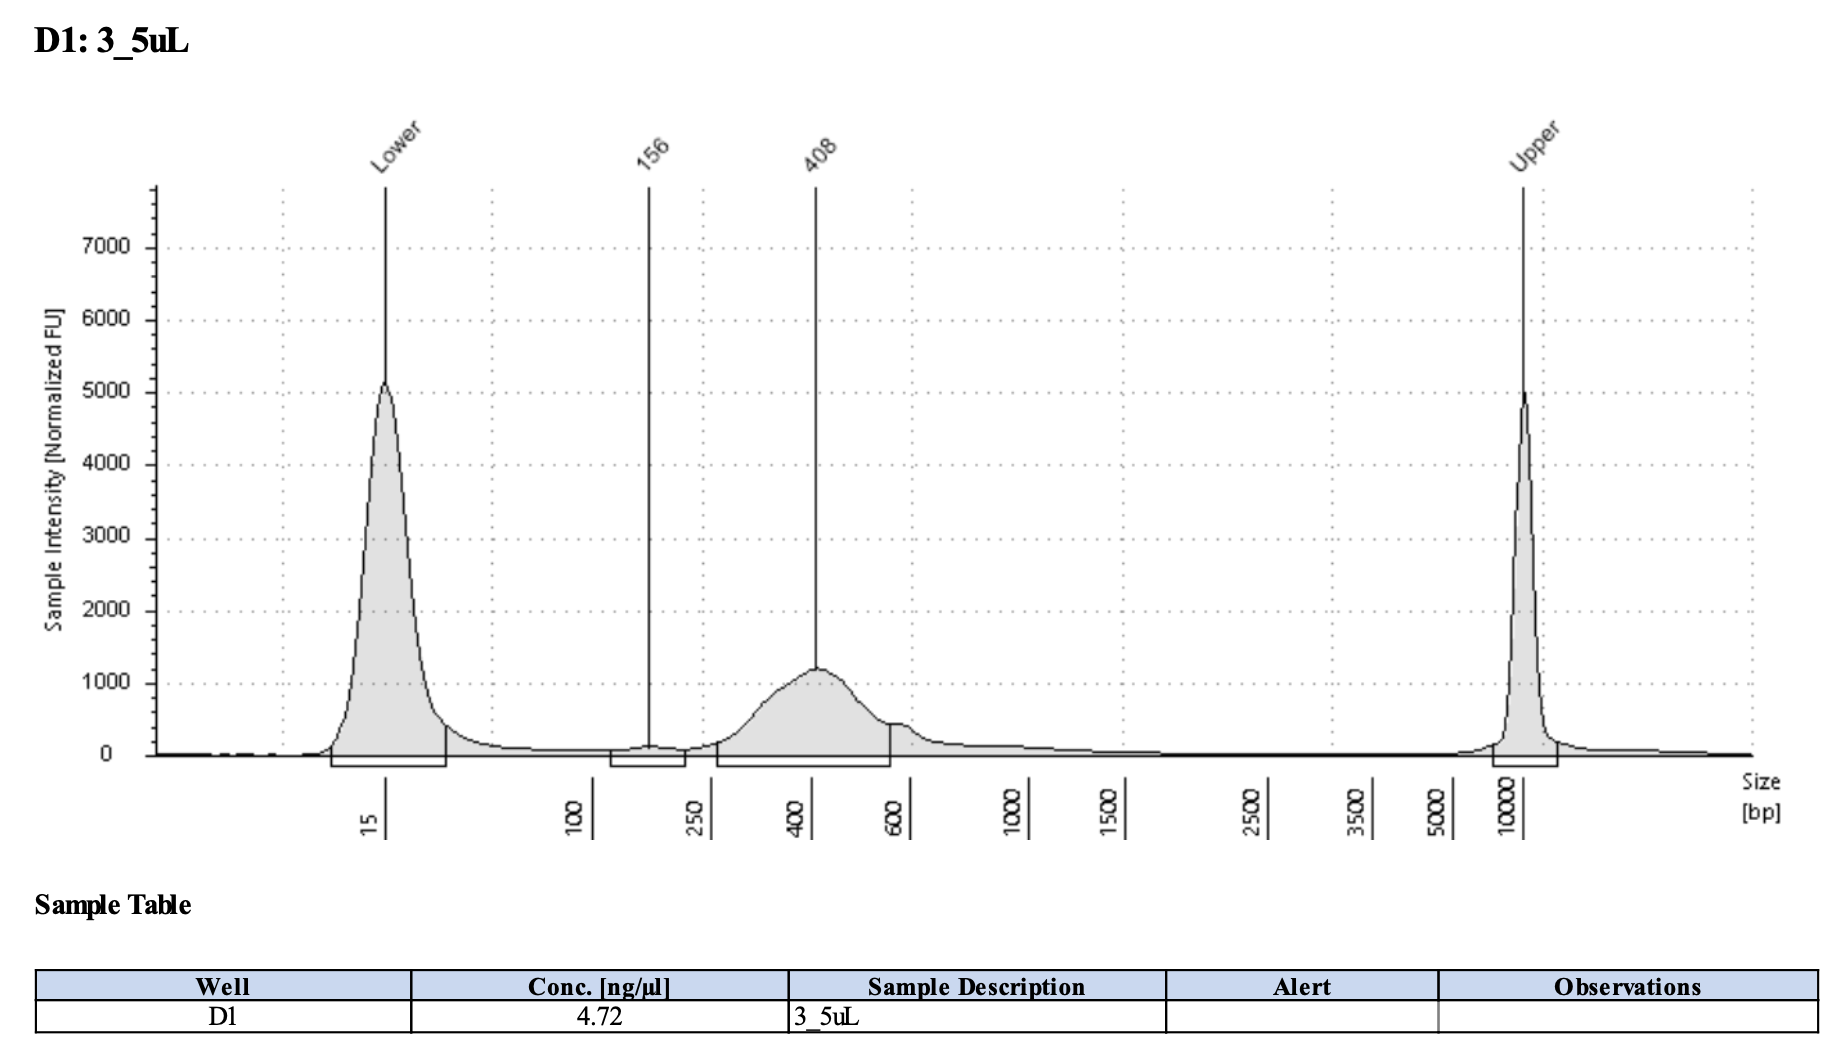 D1: 3_5uL
Lower
156
408
Upper
Sample Intensity [Normalized FU]
7000
6000
5000
4000
3000
2000
1000
0
15
100
250
400
600
1000
1500
2500
3500
5000
10000
Size
[bp]
Sample Table
Well Conc. [ng/µl] Sample Description Alert Observations
D1 4.72 3_5uL